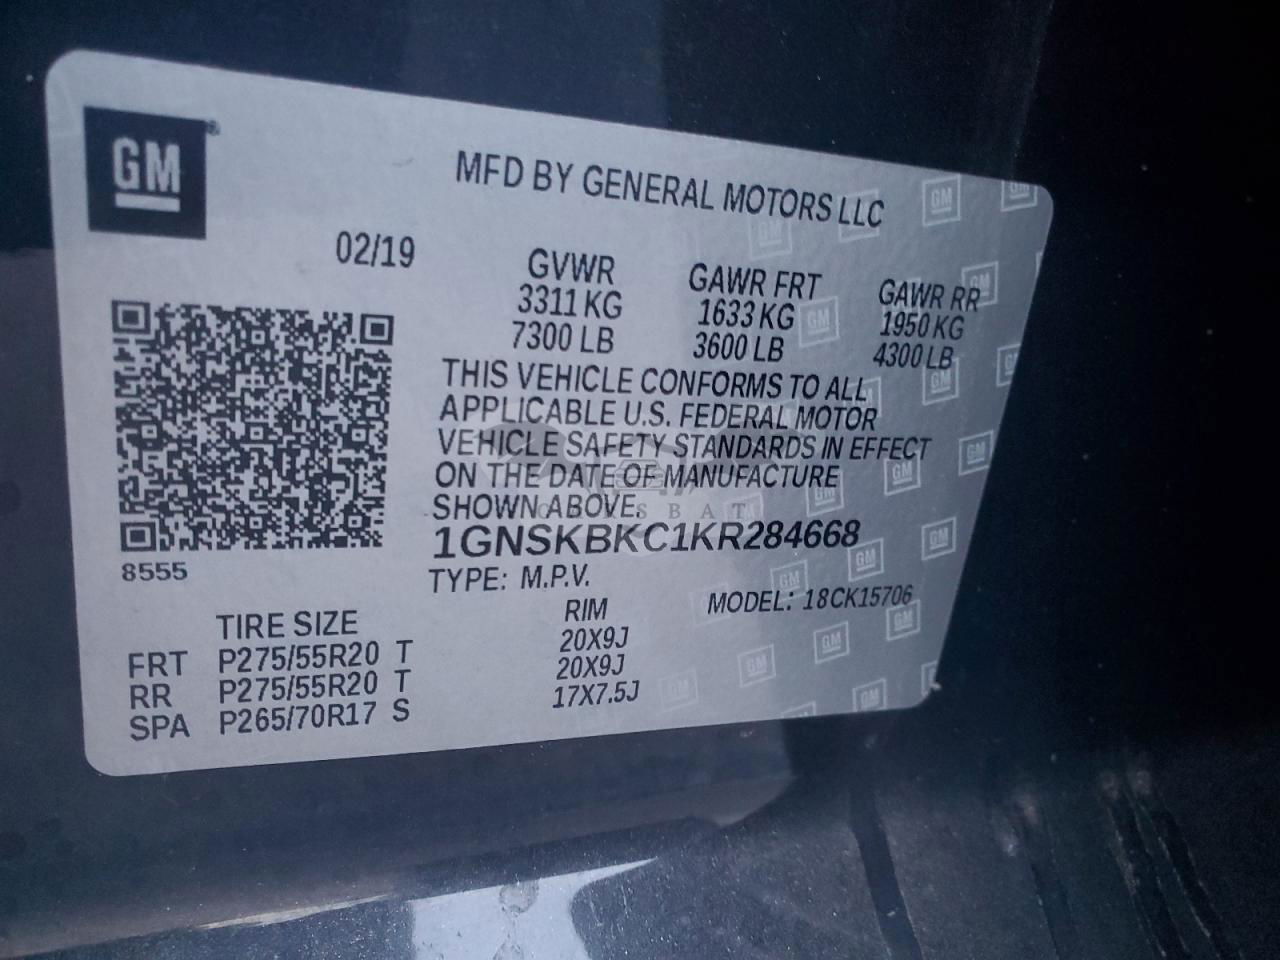 GM
MFD BY GENERAL MOTORS LLC
02/19
GVWR GAWR FRT GAWR RR
3311 KG 1633 KG 1950 KG
7300 LB 3600 LB 4300 LB
THIS VEHICLE CONFORMS TO ALL
APPLICABLE U.S. FEDERAL MOTOR
VEHICLE SAFETY STANDARDS IN EFFECT
ON THE DATE OF MANUFACTURE
SHOWN ABOVE.
1GNSKBKC1KR284668
8555
TYPE: M.P.V. MODEL: 18CK15706
TIRE SIZE RIM
FRT P275/55R20 T 20X9J
RR P275/55R20 T 20X9J
SPA P265/70R17 S 17X7.5J